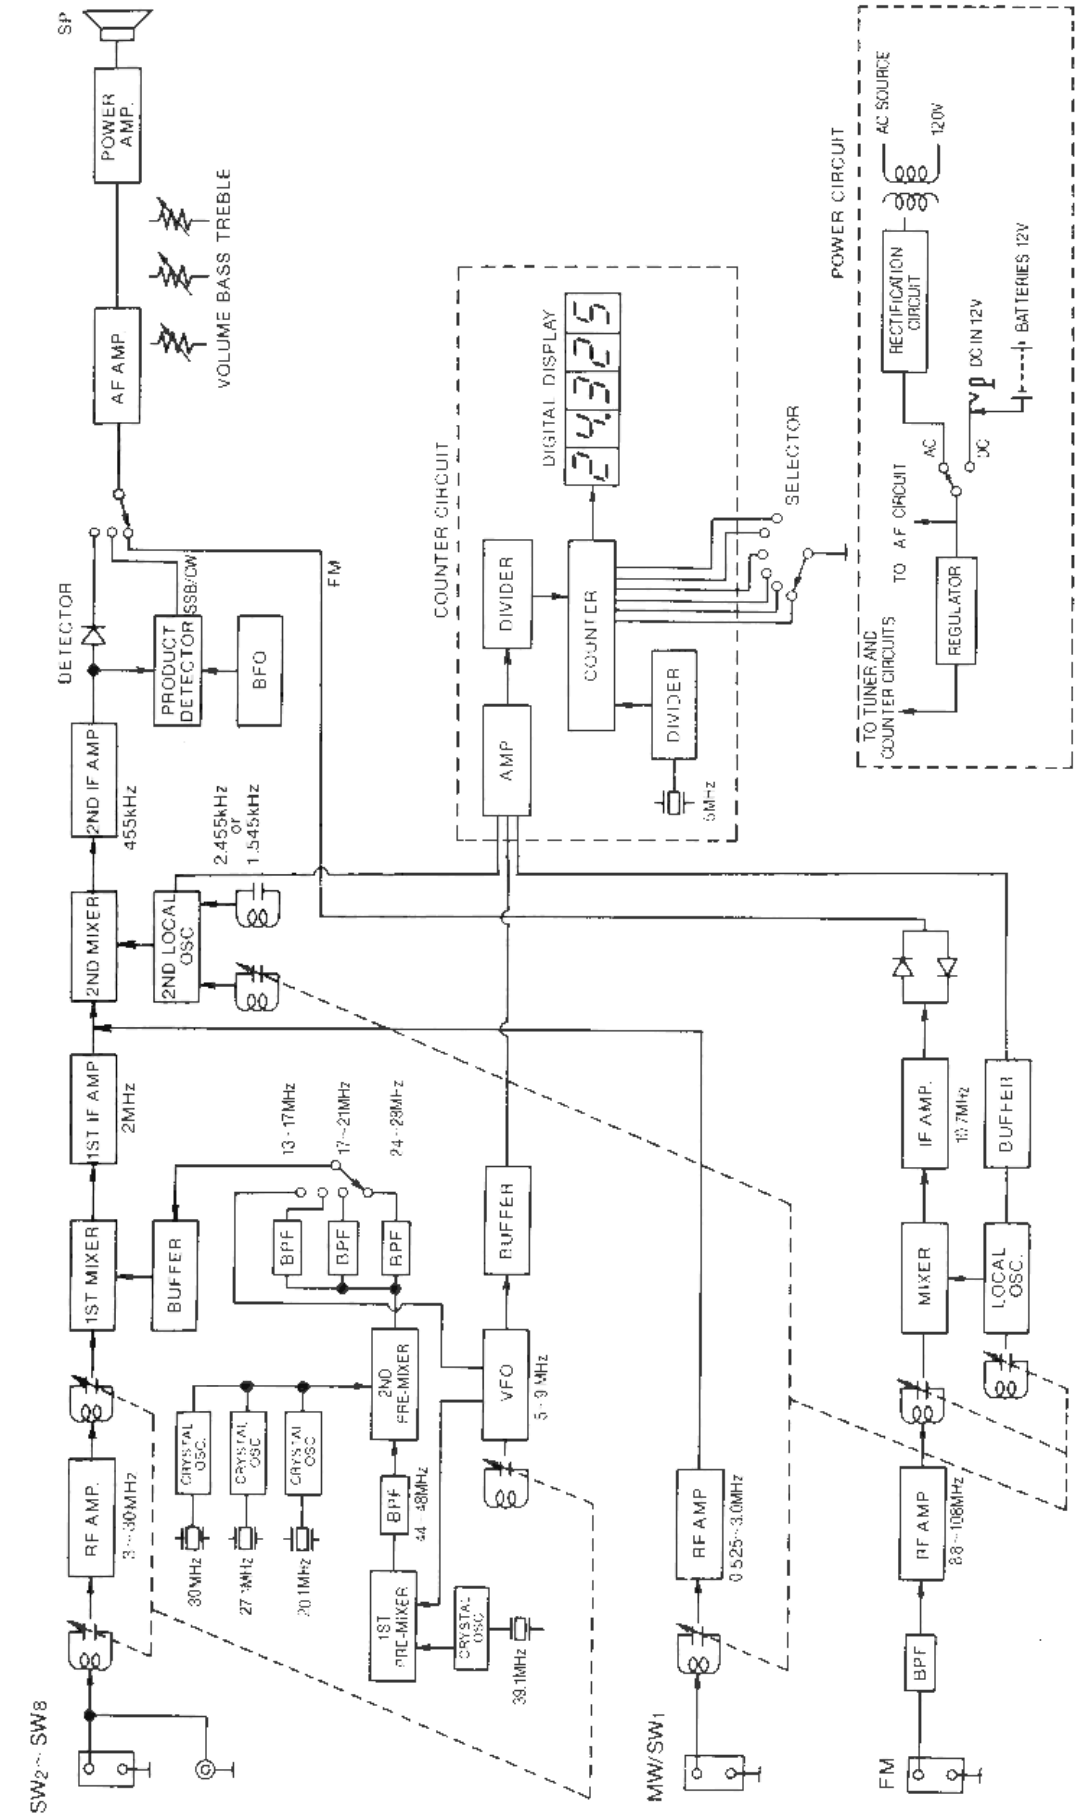 SW2~SW8
RF AMP.
3~30MHz
1ST MIXER
1ST IF AMP
2MHz
2ND MIXER
2ND IF AMP
455kHz
DETECTOR
AF AMP
POWER AMP.
SP
VOLUME BASS TREBLE
BUFFER
2ND LOCAL OSC
2.455kHz
or
1.545kHz
PRODUCT DETECTOR
SSB/CW
BFO
FM
CRYSTAL OSC.
CRYSTAL OSC
CRYSTAL OSC
30MHz
20.1MHz
BPF
BPF
BPF
13-17MHz
17~21MHz
24~28MHz
1ST PRE-MIXER
BPF
44~48MHz
2ND PRE-MIXER
CRYSTAL OSC
39.1MHz
VFO
5~9MHz
BUFFER
COUNTER CIRCUIT
AMP
DIVIDER
COUNTER
DIVIDER
DIGITAL DISPLAY
24.325
SELECTOR
MW/SW1
RF AMP
0.525~3.0MHz
FM
BPF
RF AMP
88~108MHz
MIXER
IF AMP.
10.7MHz
LOCAL OSC.
BUFFER
POWER CIRCUIT
AC SOURCE
120V
RECTIFICATION CIRCUIT
AC
DC
DC IN 12V
BATTERIES 12V
TO AF CIRCUIT
REGULATOR
TO TUNER AND
COUNTER CIRCUITS